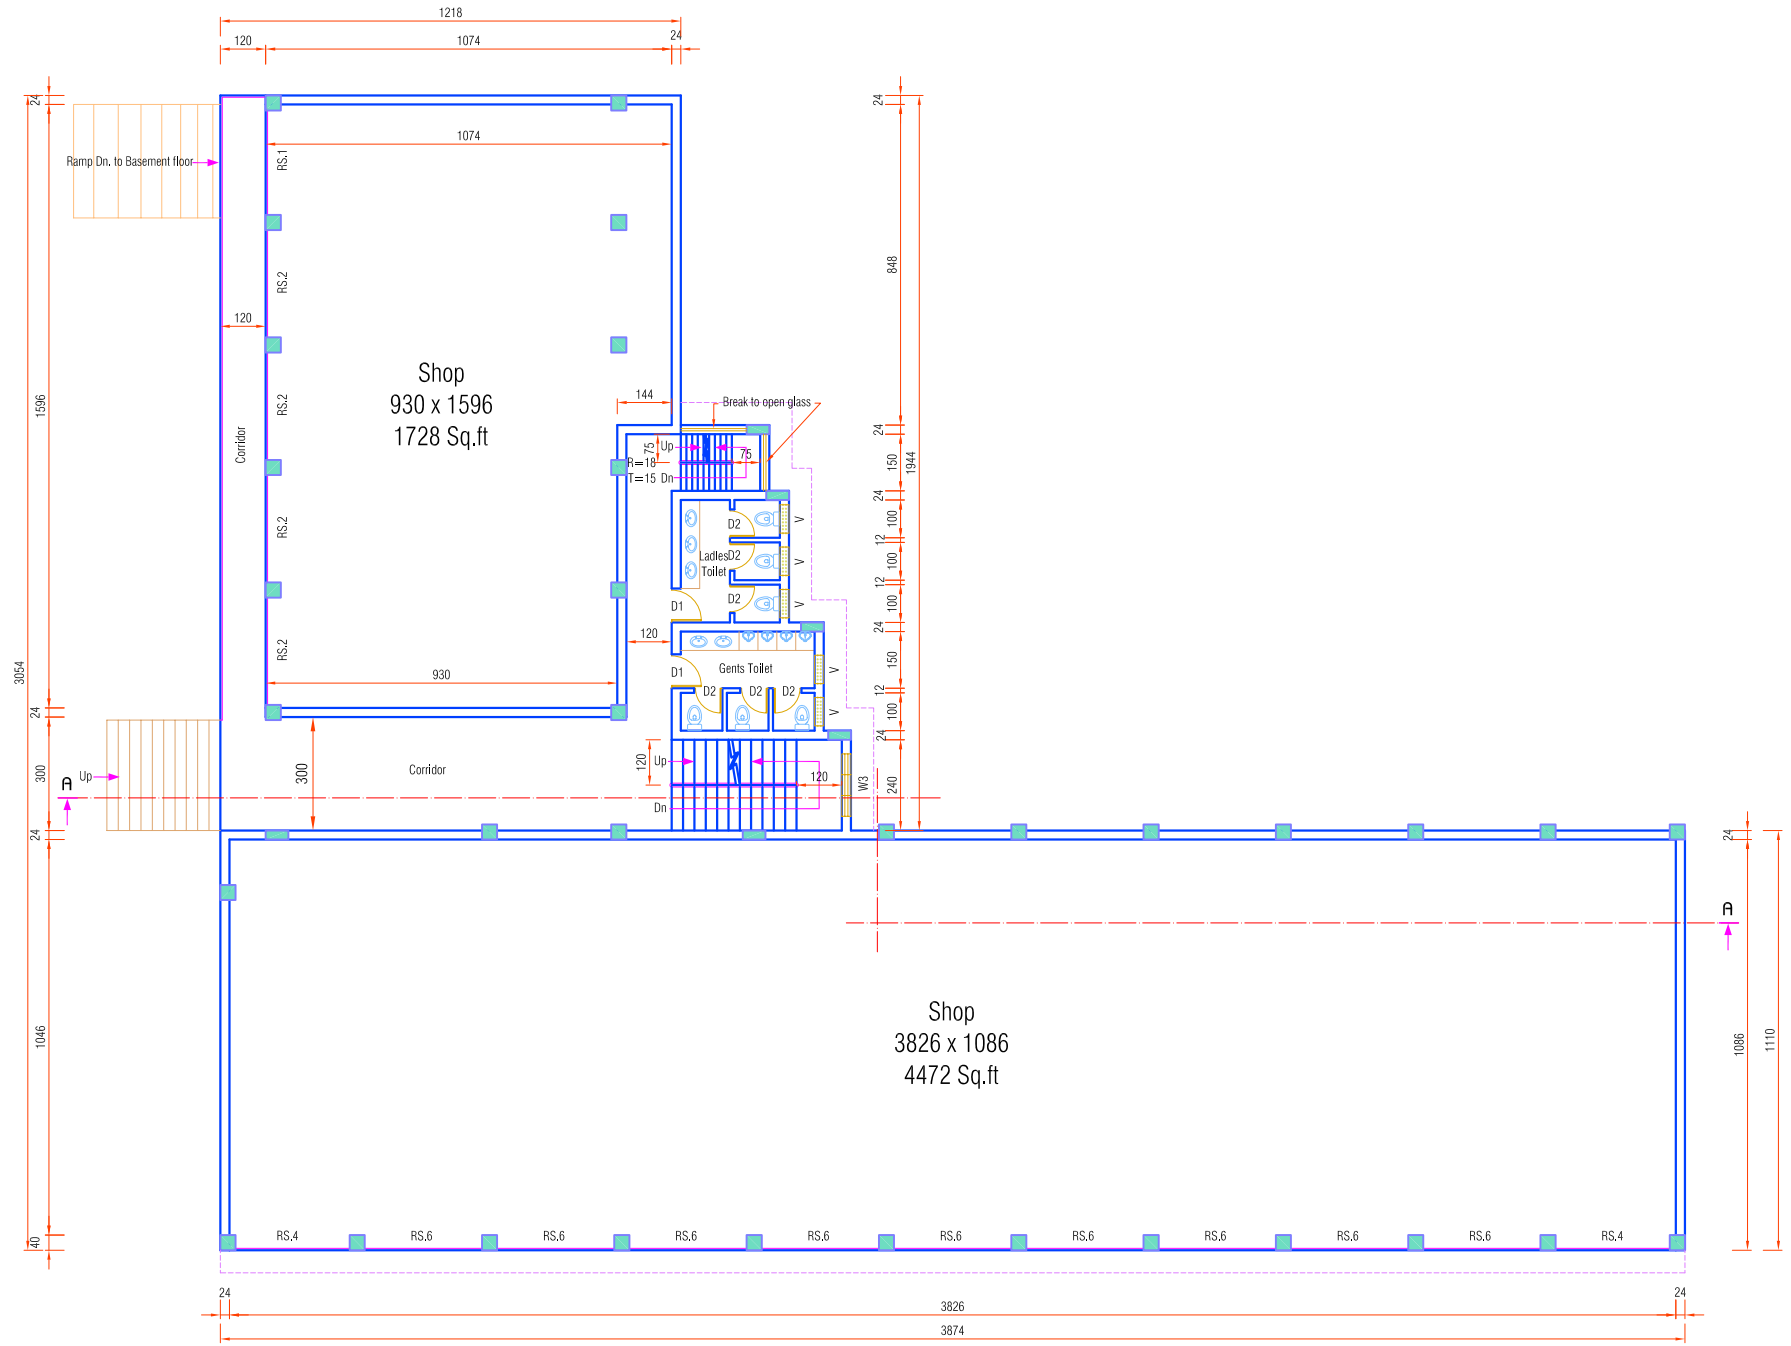 1218
120
1074
24
24
24
1074
Ramp Dn. to Basement floor
RS.1
848
RS.2
120
Shop
930 x 1596
1728 Sq.ft
1596
RS.2
144
Break to open glass
Corridor
24
75
Up
R=18
75
T=15
Dn
150
1944
24
RS.2
D2
V
100
12
Ladies
Toilet
D2
V
100
12
D1
D2
V
100
24
120
RS.2
3054
930
D1
Gents Toilet
V
150
12
D2
D2
D2
V
100
24
24
300
300
Corridor
Up
120
Up
120
Dn
W3
240
A
Up
24
24
A
Shop
3826 x 1086
4472 Sq.ft
1046
1086
1110
40
RS.4
RS.6
RS.6
RS.6
RS.6
RS.6
RS.6
RS.6
RS.6
RS.6
RS.4
24
3826
24
3874